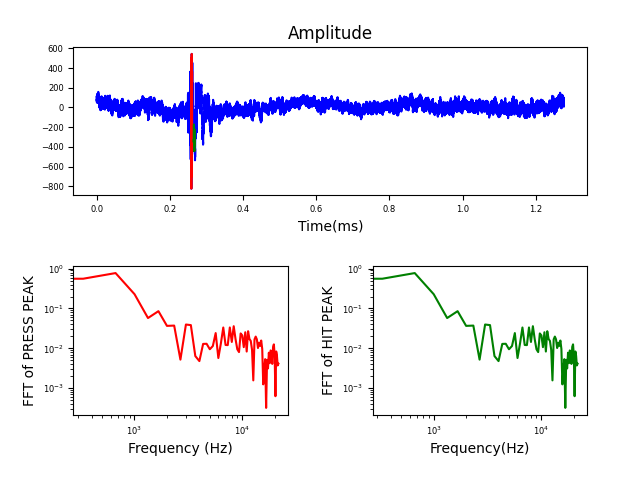 Amplitude
600
400
200
0
−200
−400
−600
−800
0.0 0.2 0.4 0.6 0.8 1.0 1.2
Time(ms)
FFT of PRESS PEAK
10⁰
10⁻¹
10⁻²
10⁻³
10³ 10⁴
Frequency (Hz)
FFT of HIT PEAK
10⁰
10⁻¹
10⁻²
10⁻³
10³ 10⁴
Frequency(Hz)